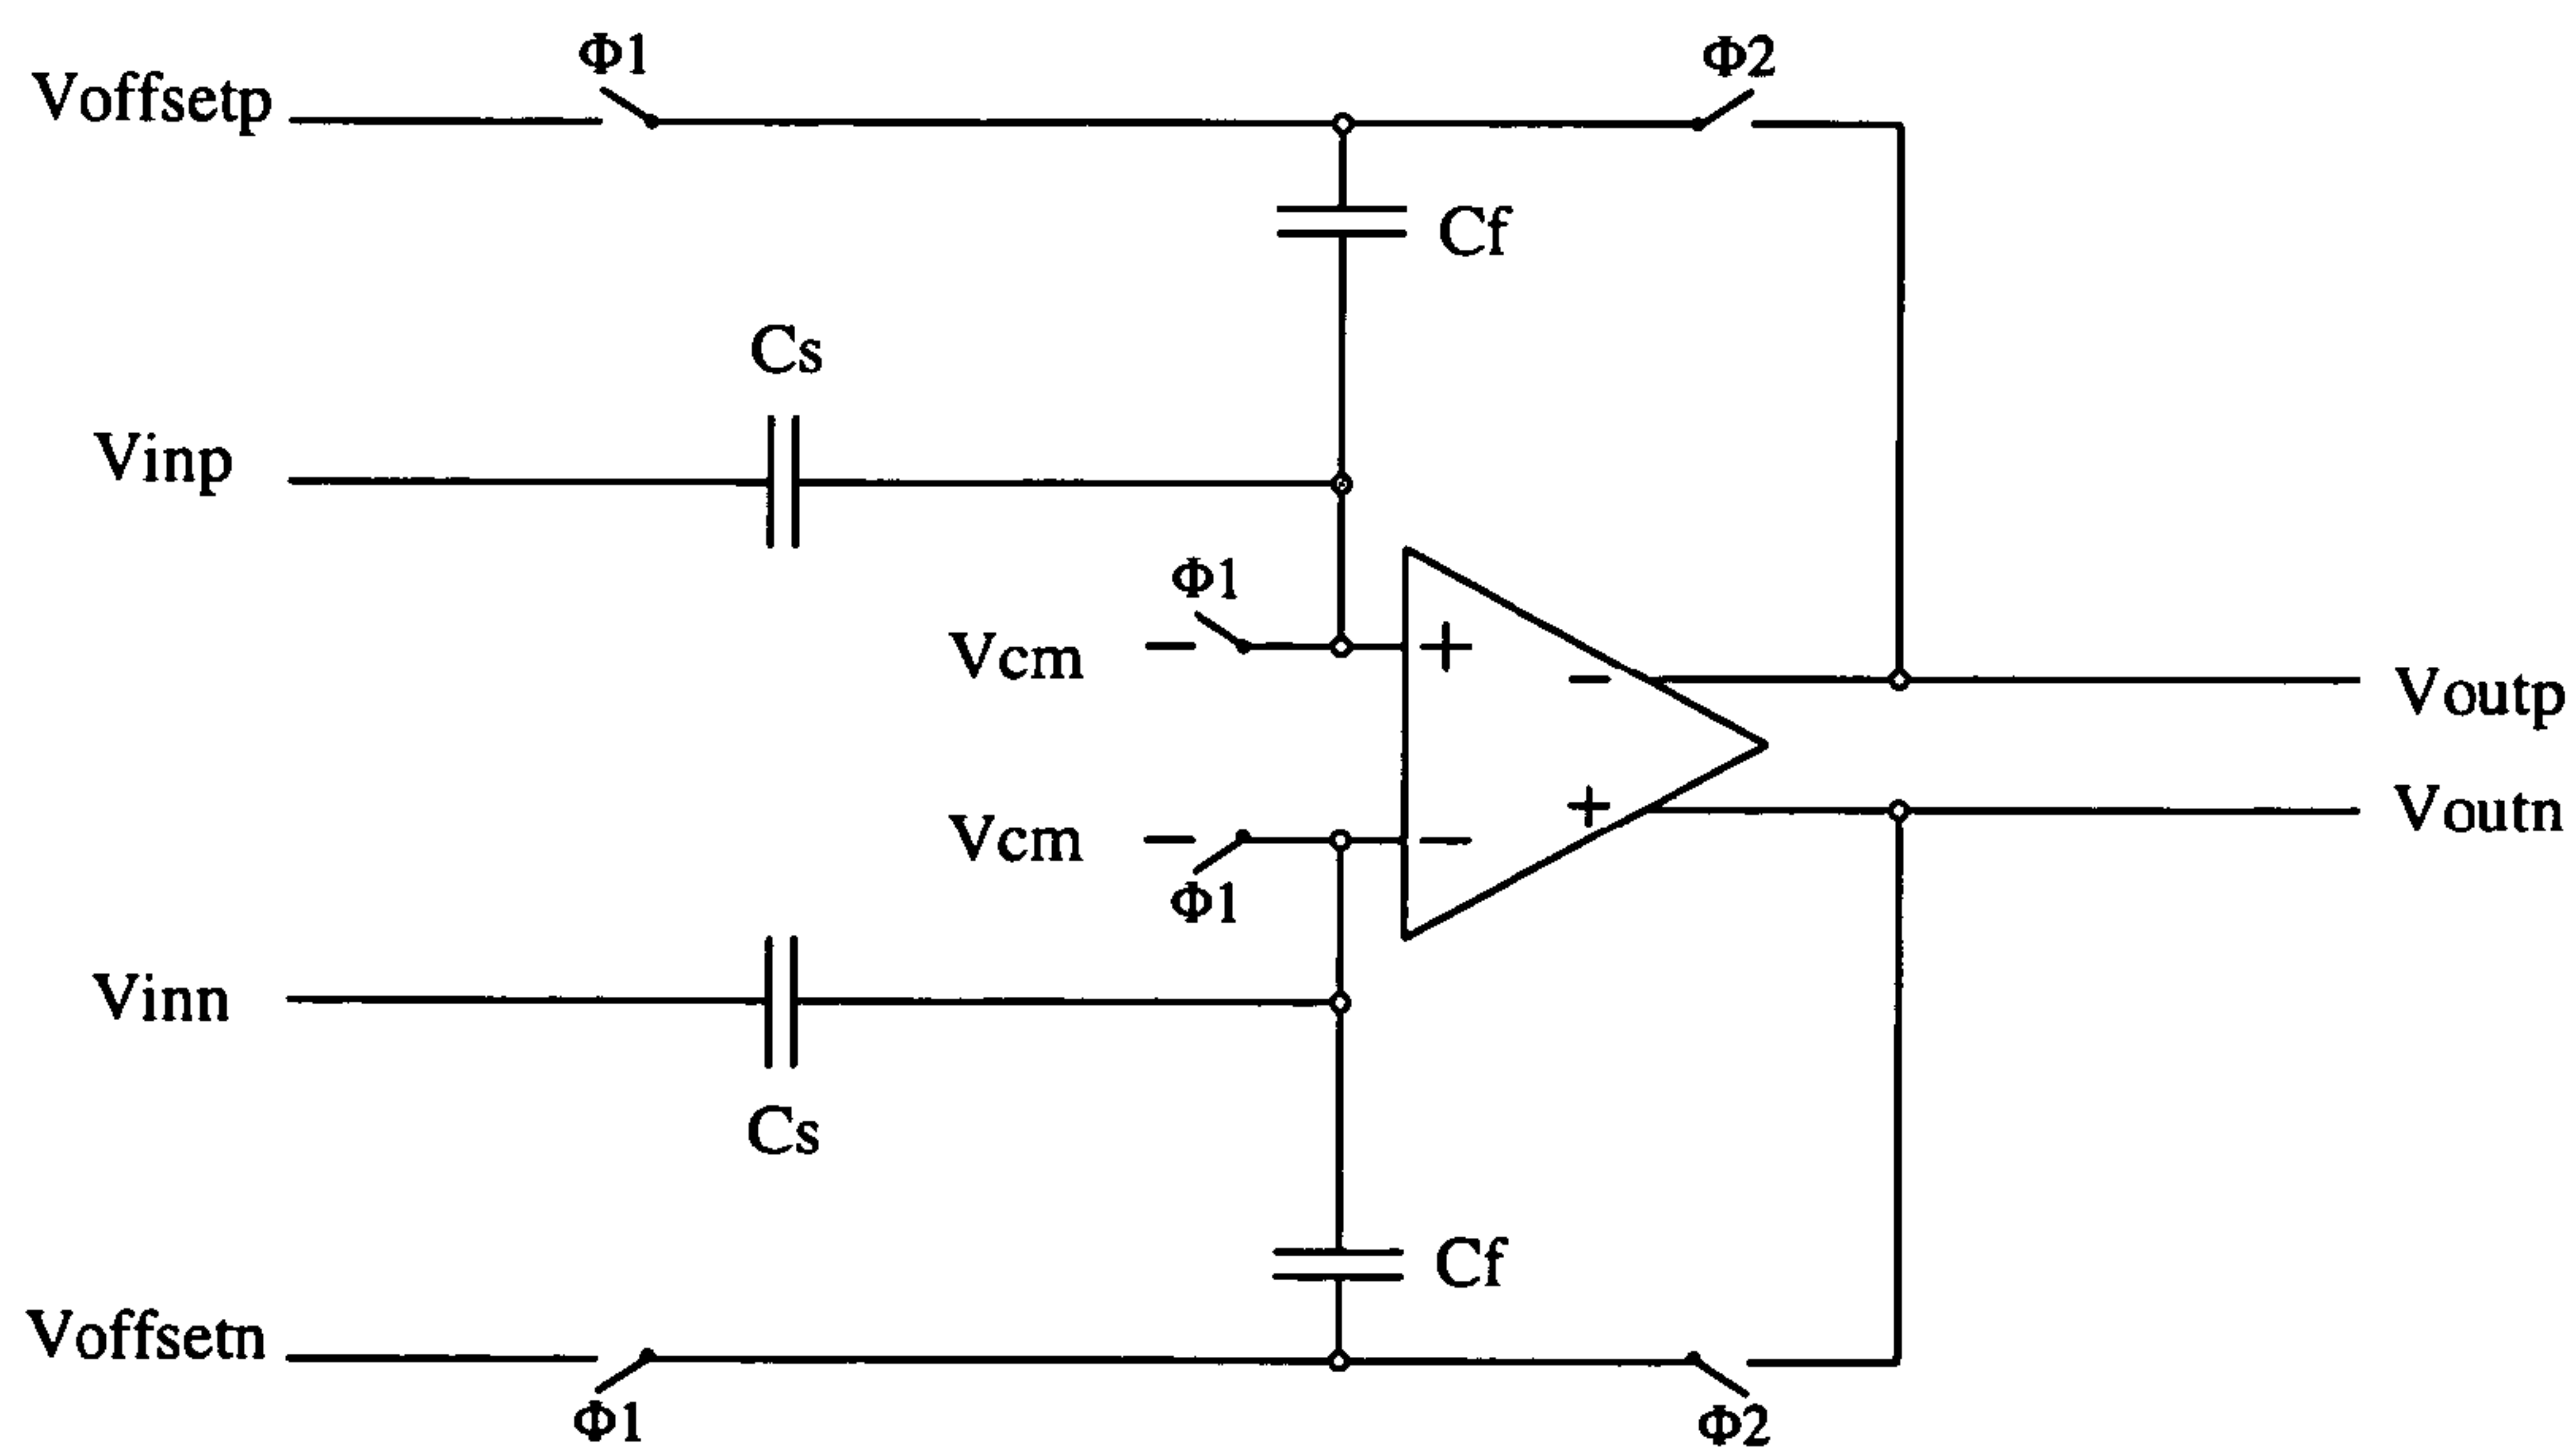 Φ1
Φ2
Voffsetp
Cf
Cs
Vinp
Φ1
Vcm
+
−
Voutp
Vcm
−
+
Voutn
Φ1
Vinn
Cs
Cf
Voffsetn
Φ1
Φ2